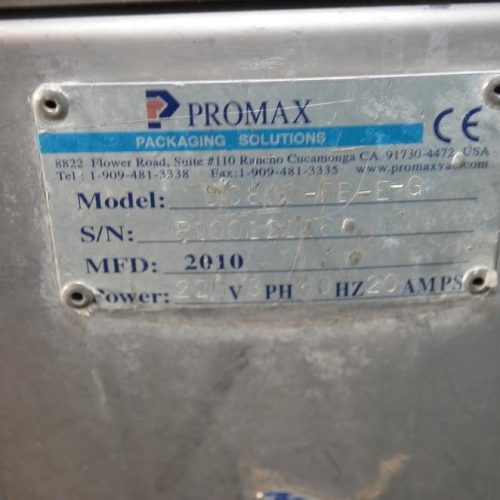 PROMAX
PACKAGING SOLUTIONS
CE
8822 Flower Road, Suite #110 Rancho Cucamonga CA 91730-4472 USA
Tel : 1-909-481-3338 Fax:1-909-481-3335 www.promaxvac.com
Model:
S/N:
MFD: 2010
Power: V PH HZ 20 AMPS